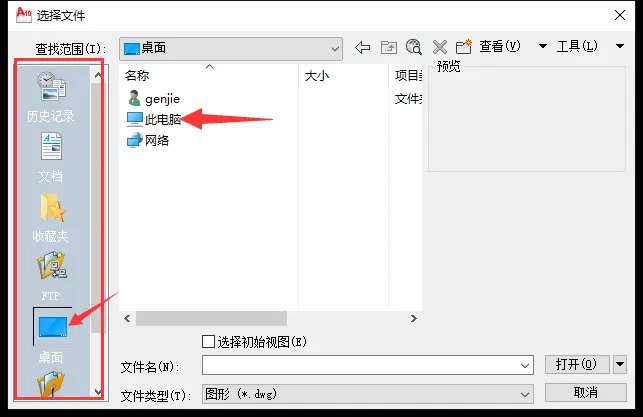 选择文件
查找范围(I): 桌面 查看(V) 工具(L)
名称 大小 项目类
预览
genjie 文件夹
此电脑
网络
历史记录
文档
收藏夹
FTP
桌面
选择初始视图(E)
文件名(N): 打开(O)
文件类型(T): 图形 (*.dwg) 取消